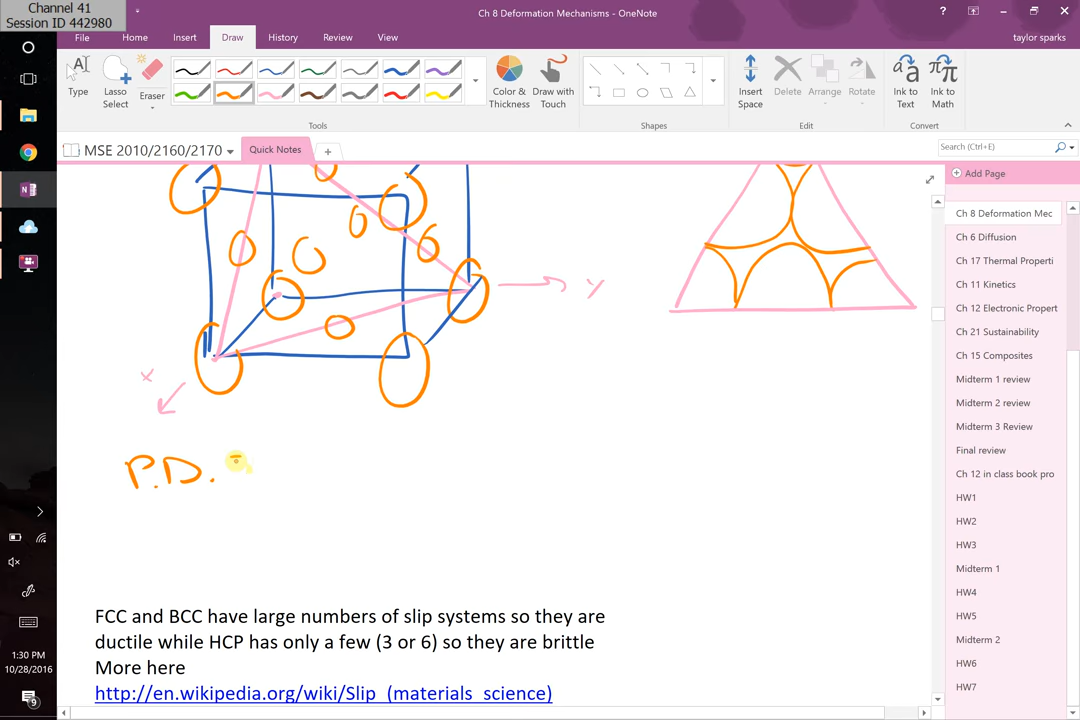 Channel 41
Session ID 442980
Ch 8 Deformation Mechanisms - OneNote
?
File
Home
Insert
Draw
History
Review
View
taylor sparks
Type
Lasso Select
Eraser
Color & Thickness
Draw with Touch
Insert Space
Delete
Arrange
Rotate
Ink to Text
Ink to Math
Tools
Shapes
Edit
Convert
MSE 2010/2160/2170
Quick Notes
Search (Ctrl+E)
Add Page
Ch 8 Deformation Mec
Ch 6 Diffusion
Ch 17 Thermal Properti
Ch 11 Kinetics
Ch 12 Electronic Propert
Ch 21 Sustainability
Ch 15 Composites
Midterm 1 review
Midterm 2 review
Midterm 3 Review
Final review
Ch 12 in class book pro
HW1
HW2
HW3
Midterm 1
HW4
HW5
Midterm 2
HW6
HW7
y
x
P.D.
FCC and BCC have large numbers of slip systems so they are
ductile while HCP has only a few (3 or 6) so they are brittle
More here
http://en.wikipedia.org/wiki/Slip_(materials_science)
1:30 PM
10/28/2016
9